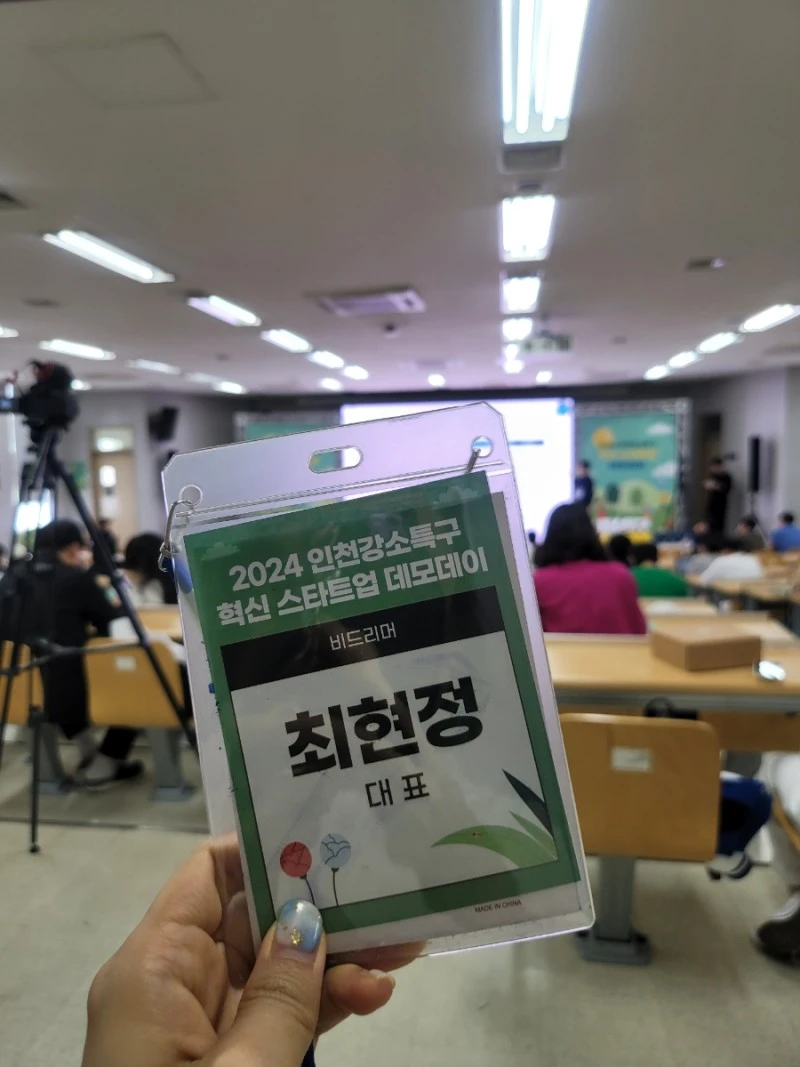 2024 인천강소특구
혁신 스타트업 데모데이
비드리머
최현정
대표
MADE IN CHINA